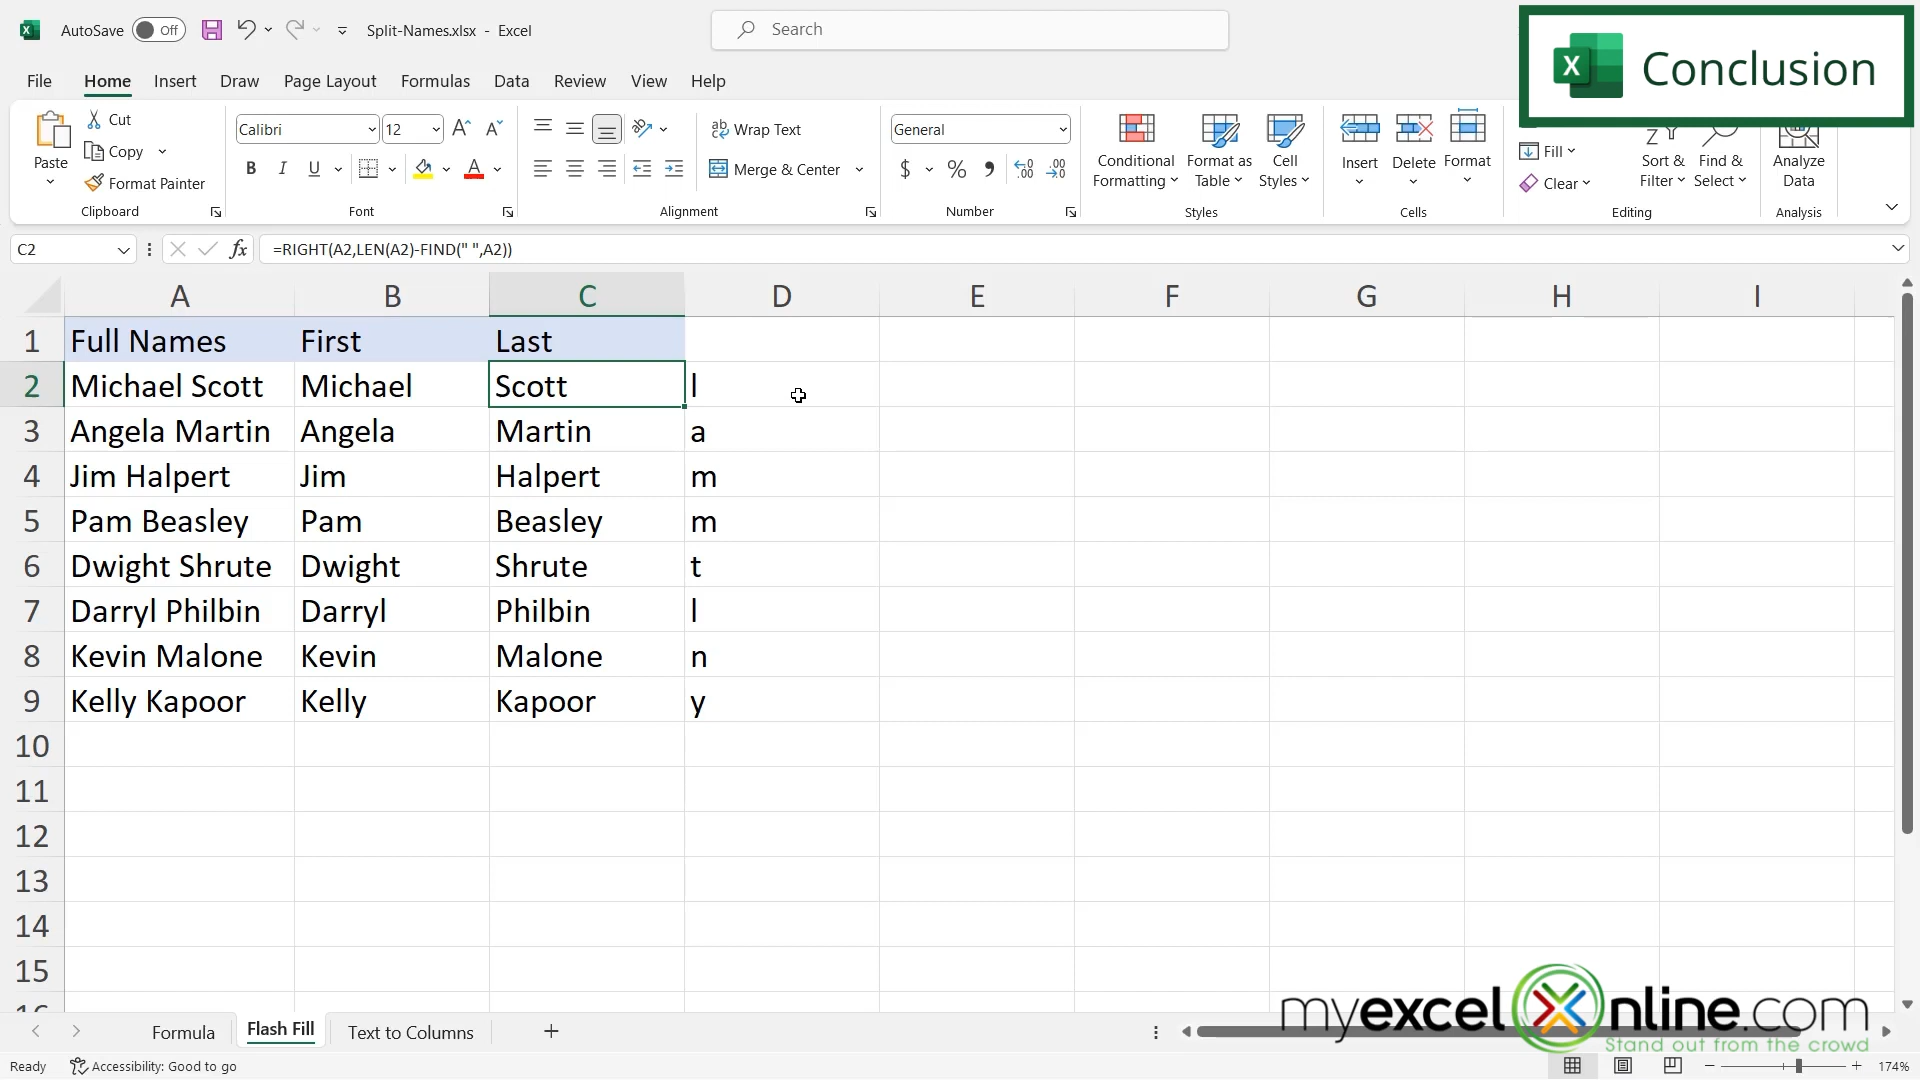 AutoSave Off Split-Names.xlsx - Excel Search
Conclusion
File Home Insert Draw Page Layout Formulas Data Review View Help
Paste Cut Copy Format Painter Clipboard
Calibri 12 A A B I U A Font
ab Wrap Text Merge & Center Alignment
General $ % Number
Conditional Formatting Format as Table Cell Styles Styles
Insert Delete Format Cells
Fill Clear Sort & Filter Find & Select Editing
Analyze Data Analysis
C2 fx =RIGHT(A2,LEN(A2)-FIND(" ",A2))
A B C D E F G H I
1 Full Names First Last
2 Michael Scott Michael Scott l
3 Angela Martin Angela Martin a
4 Jim Halpert Jim Halpert m
5 Pam Beasley Pam Beasley m
6 Dwight Shrute Dwight Shrute t
7 Darryl Philbin Darryl Philbin l
8 Kevin Malone Kevin Malone n
9 Kelly Kapoor Kelly Kapoor y
10
11
12
13
14
15
myexcelonline.com
Stand out from the crowd
Formula Flash Fill Text to Columns +
Ready Accessibility: Good to go 174%